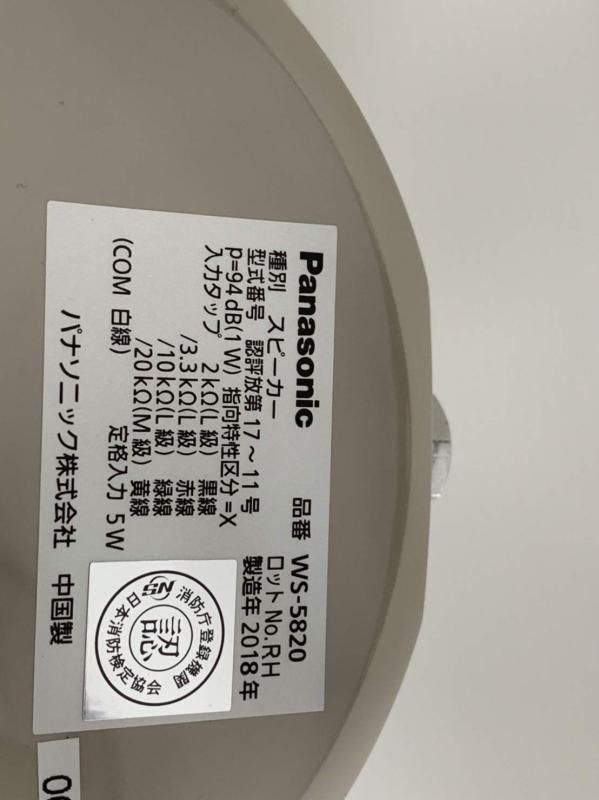 Panasonic 品番 WS-5820
種別 スピーカー ロットNo.RH
型式番号 認評放第17～11号 製造年2018年
p=94dB(1W) 指向特性区分=X
入力タップ 2kΩ(L級) 黒線
/3.3kΩ(L級) 赤線
/10kΩ(L級) 緑線
/20kΩ(M級) 黄線
(COM 白線) 定格入力 5W
パナソニック株式会社 中国製
消防庁登録機関
NS
認
日本消防検定協会